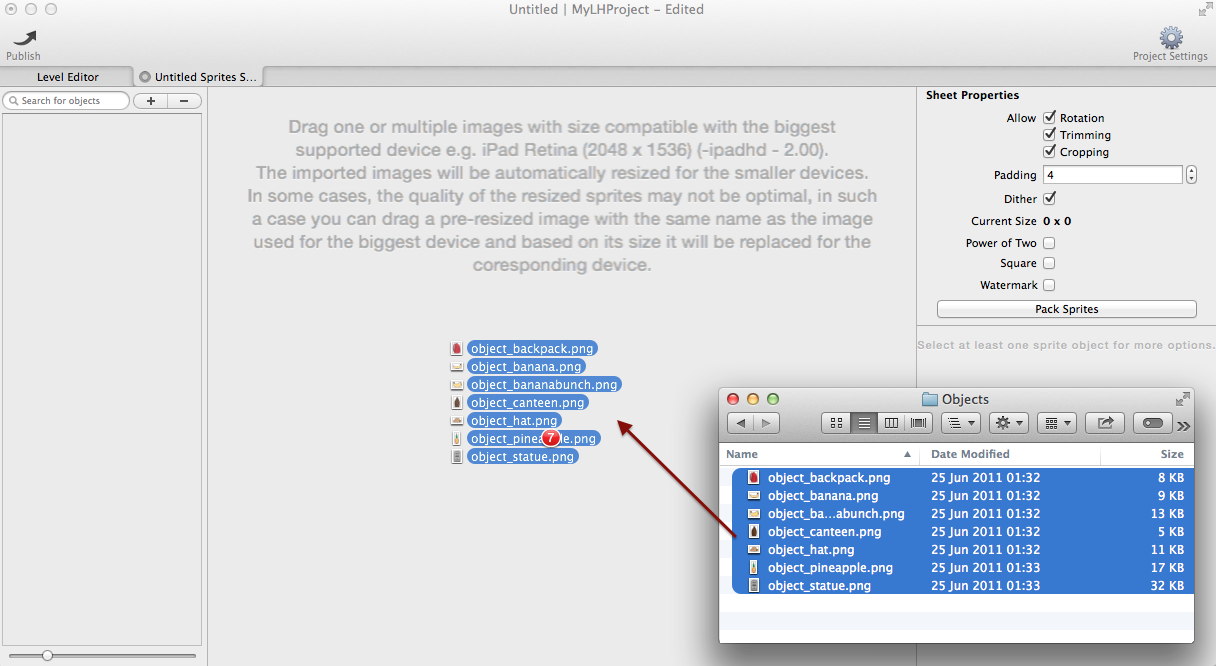 Untitled | MyLHProject – Edited
Publish
Project Settings
Level Editor
Untitled Sprites S...
Search for objects
+
−
Drag one or multiple images with size compatible with the biggest
supported device e.g. iPad Retina (2048 x 1536) (-ipadhd - 2.00).
The imported images will be automatically resized for the smaller devices.
In some cases, the quality of the resized sprites may not be optimal, in such
a case you can drag a pre-resized image with the same name as the image
used for the biggest device and based on its size it will be replaced for the
coresponding device.
object_backpack.png
object_banana.png
object_bananabunch.png
object_canteen.png
object_hat.png
object_pinea 7 le.png
object_statue.png
Sheet Properties
Allow Rotation
Trimming
Cropping
Padding 4
Dither
Current Size 0 x 0
Power of Two
Square
Watermark
Pack Sprites
Select at least one sprite object for more options.
Objects
Name Date Modified Size
object_backpack.png 25 Jun 2011 01:32 8 KB
object_banana.png 25 Jun 2011 01:32 9 KB
object_ba...abunch.png 25 Jun 2011 01:32 13 KB
object_canteen.png 25 Jun 2011 01:32 5 KB
object_hat.png 25 Jun 2011 01:32 11 KB
object_pineapple.png 25 Jun 2011 01:33 17 KB
object_statue.png 25 Jun 2011 01:33 32 KB